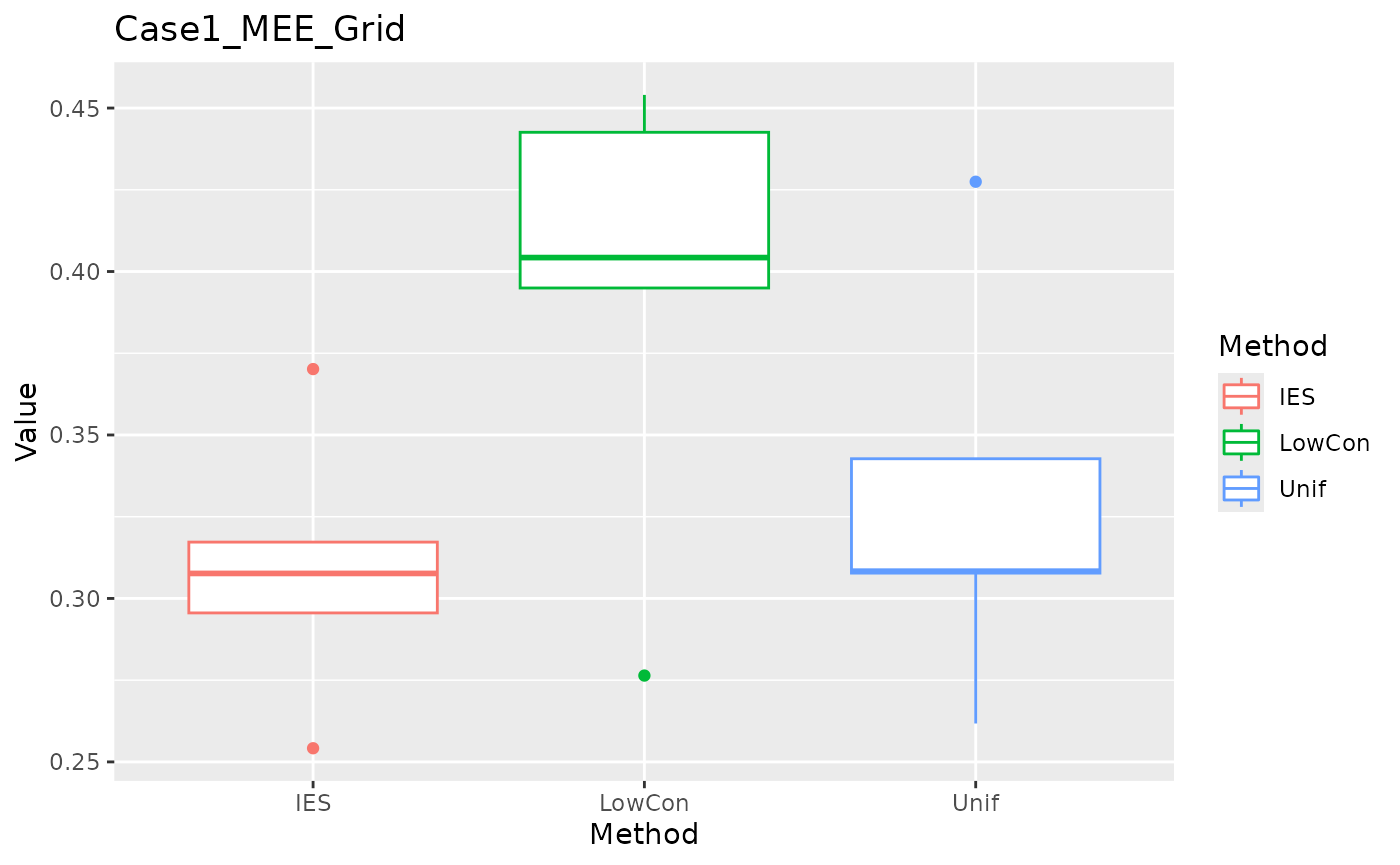 Case1_MEE_Grid
Value
0.45
0.40
0.35
0.30
0.25
IES
LowCon
Unif
Method
Method
IES
LowCon
Unif